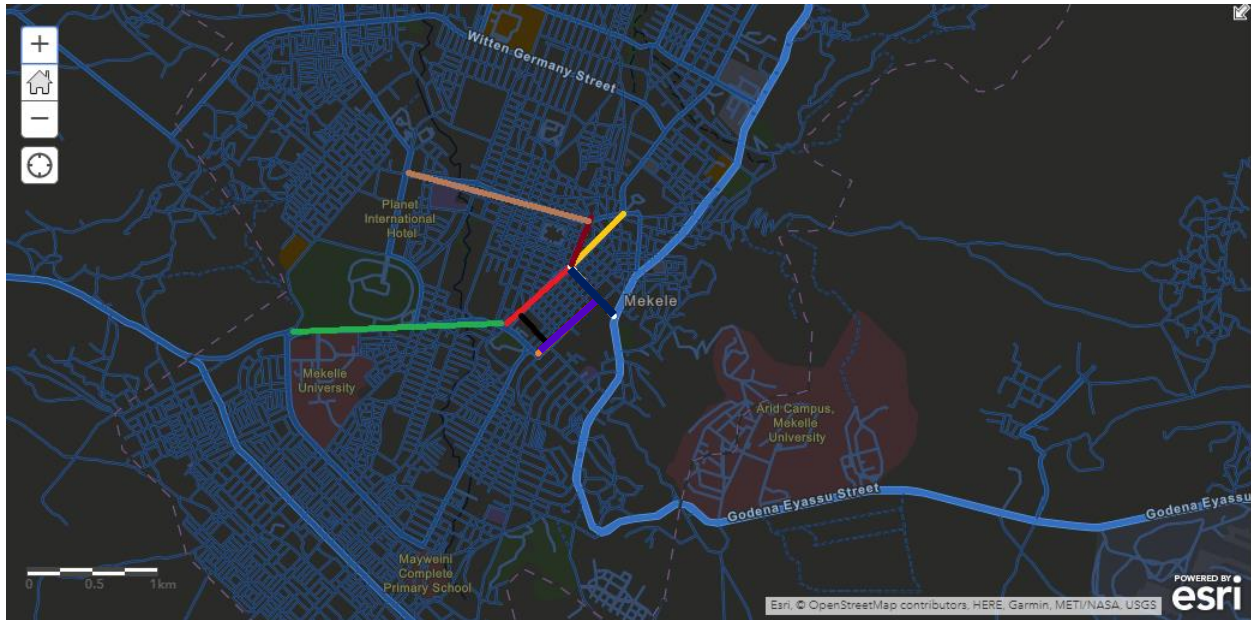 +
−
Witten Germany Street
Planet
International
Hotel
Mekele
Mekelle
University
Arid Campus,
Mekelle
University
Godena Eyassu Street
Godena Eyassu
Mayweini
Complete
Primary School
0 0.5 1km
Esri, © OpenStreetMap contributors, HERE, Garmin, METI/NASA, USGS
POWERED BY
esri